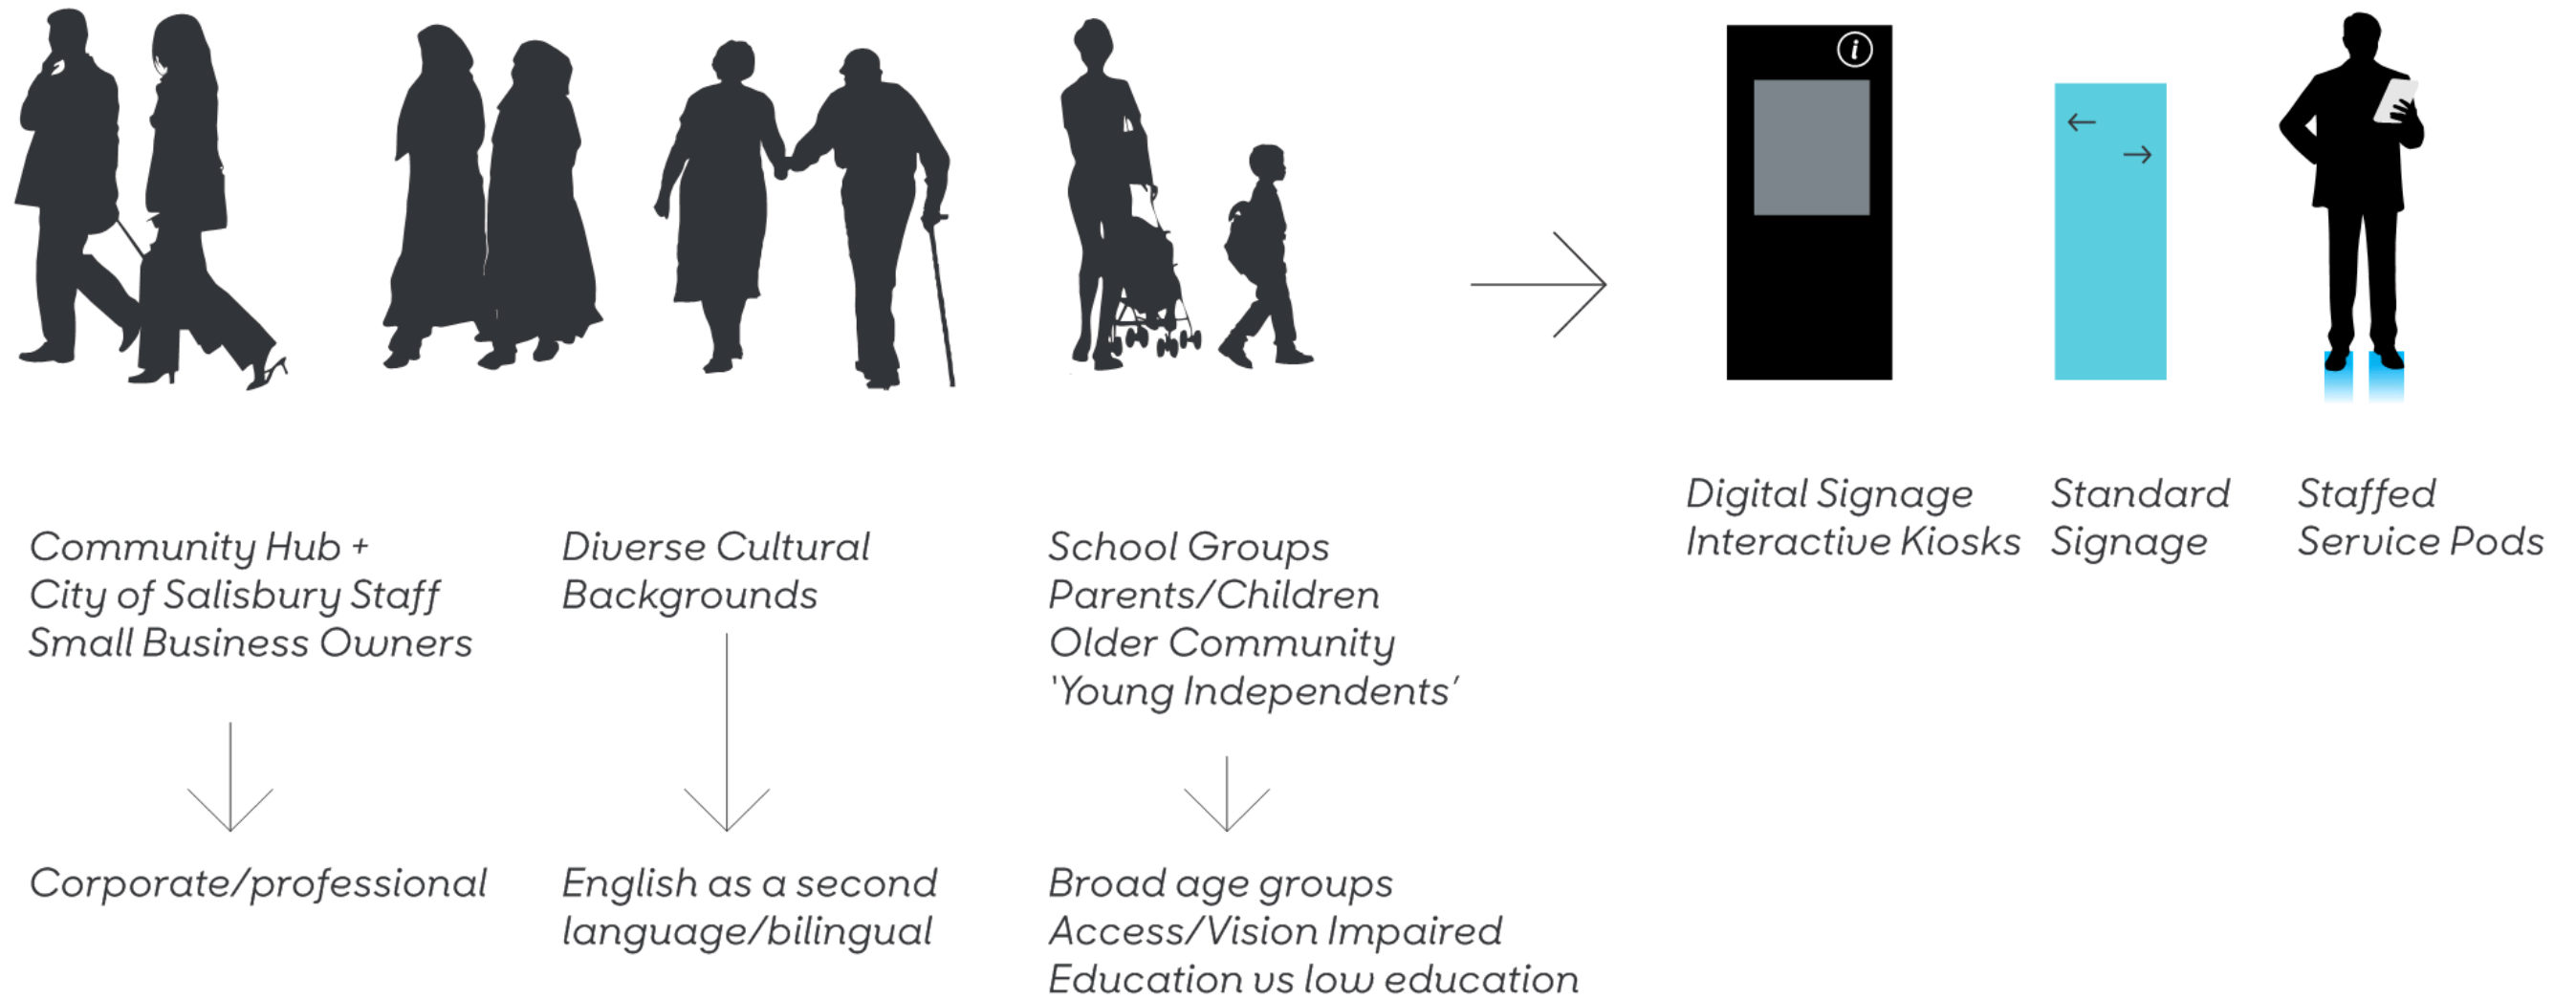 i
←
→
Digital Signage
Interactive Kiosks
Standard
Signage
Staffed
Service Pods
Community Hub +
City of Salisbury Staff
Small Business Owners
Diverse Cultural
Backgrounds
School Groups
Parents/Children
Older Community
'Young Independents'
Corporate/professional
English as a second
language/bilingual
Broad age groups
Access/Vision Impaired
Education vs low education